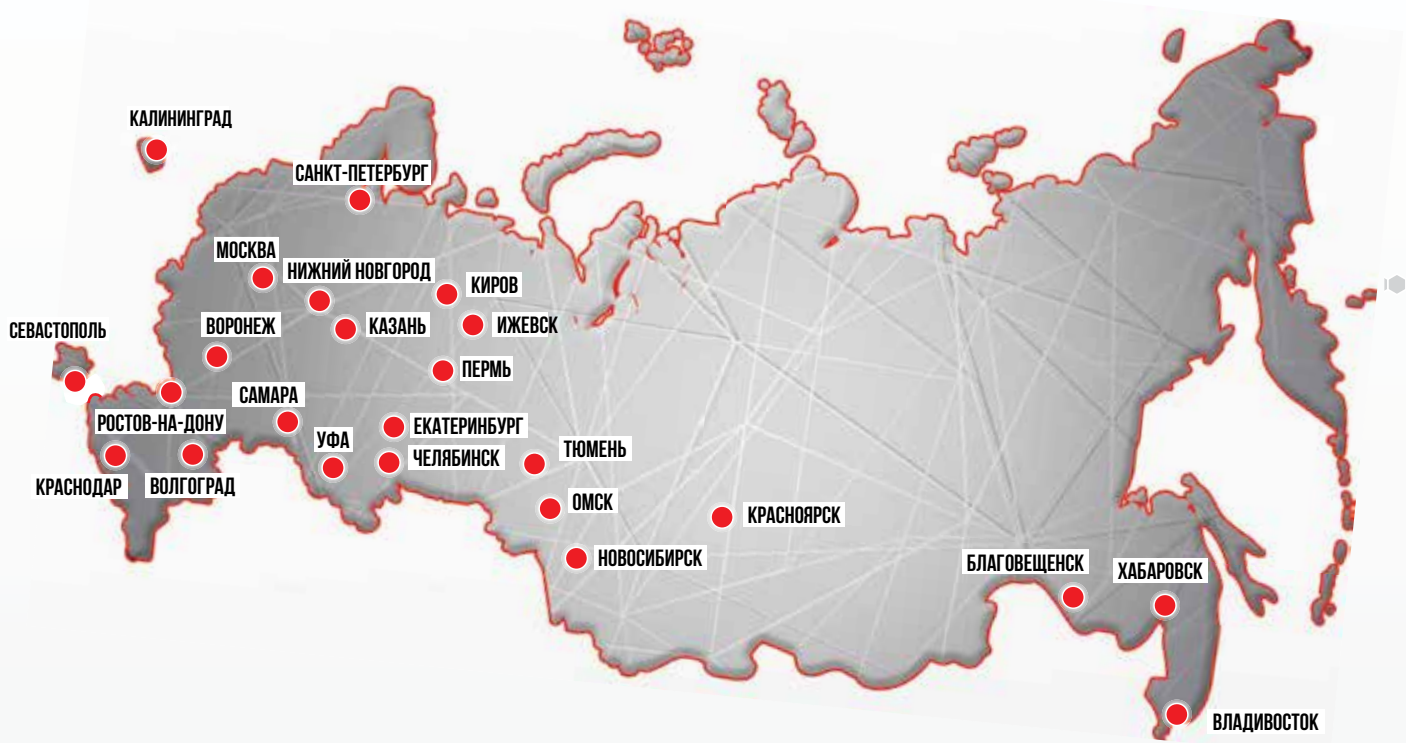 КАЛИНИНГРАД
САНКТ-ПЕТЕРБУРГ
МОСКВА
НИЖНИЙ НОВГОРОД
КИРОВ
СЕВАСТОПОЛЬ
ВОРОНЕЖ
КАЗАНЬ
ИЖЕВСК
ПЕРМЬ
САМАРА
РОСТОВ-НА-ДОНУ
ЕКАТЕРИНБУРГ
УФА
ТЮМЕНЬ
ЧЕЛЯБИНСК
КРАСНОДАР
ВОЛГОГРАД
ОМСК
КРАСНОЯРСК
НОВОСИБИРСК
БЛАГОВЕЩЕНСК
ХАБАРОВСК
ВЛАДИВОСТОК